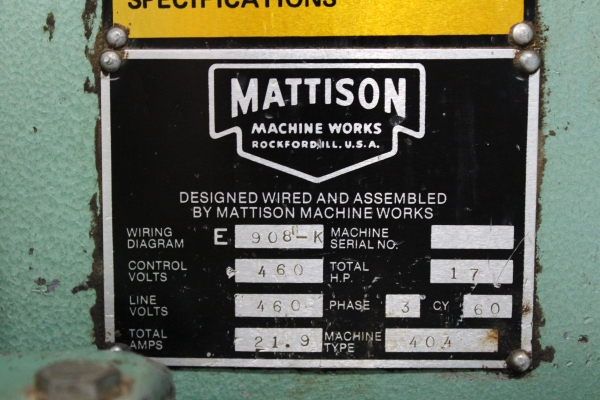 SPECIFICATIONS
MATTISON
MACHINE WORKS
ROCKFORD, ILL. U.S.A.
DESIGNED WIRED AND ASSEMBLED
BY MATTISON MACHINE WORKS
WIRING DIAGRAM E 908-K MACHINE SERIAL NO.
CONTROL VOLTS 460 TOTAL H.P. 17
LINE VOLTS 460 PHASE 3 CY 60
TOTAL AMPS 21.9 MACHINE TYPE 404